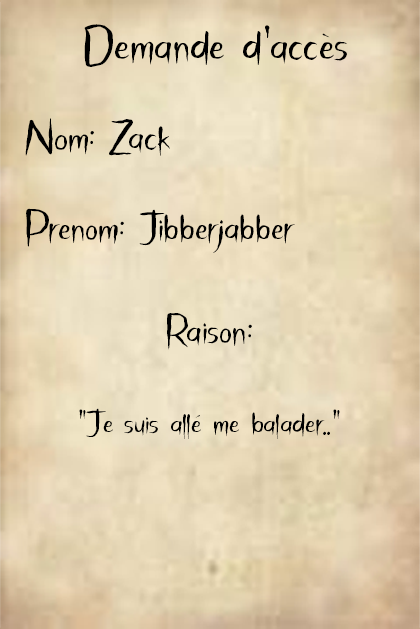 Demande d'accès
Nom: Zack
Prenom: Jibberjabber
Raison:
"Je suis allé me balader.."